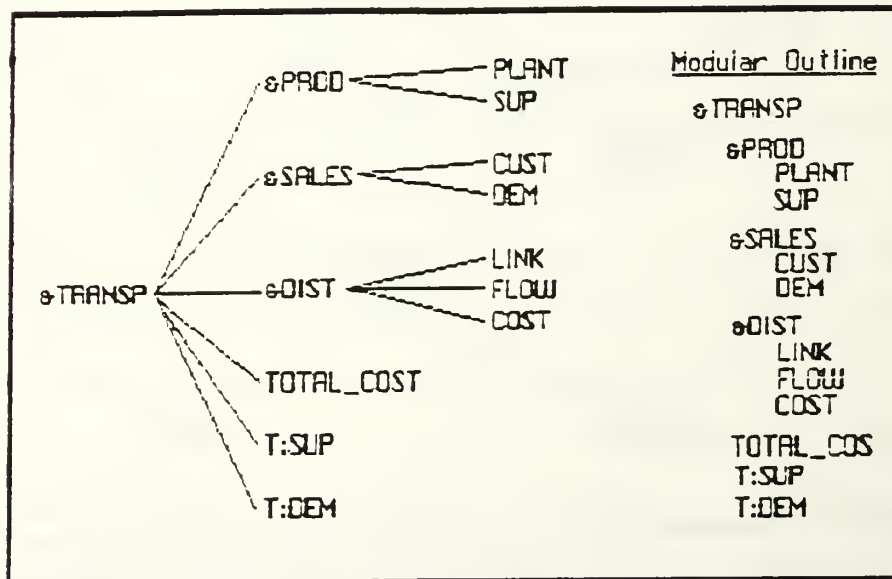 &PROD
PLANT
SUP
&SALES
CUST
DEM
&TRANSP
&DIST
LINK
FLOW
COST
TOTAL_COST
T:SUP
T:DEM
Modular Outline
&TRANSP
&PROD
PLANT
SUP
&SALES
CUST
DEM
&DIST
LINK
FLOW
COST
TOTAL_COS
T:SUP
T:DEM